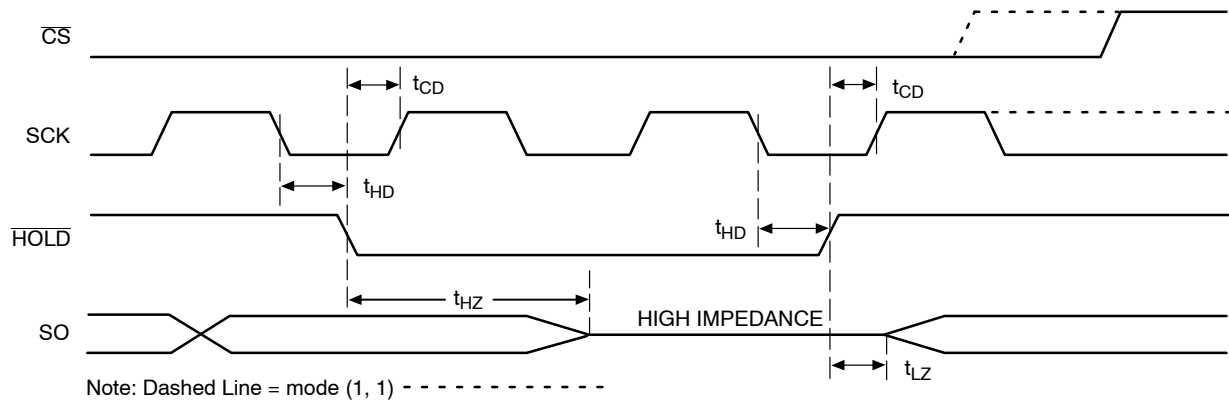 CS
tCD
tCD
SCK
tHD
HOLD
tHD
tHZ
SO
HIGH IMPEDANCE
tLZ
Note: Dashed Line = mode (1, 1)